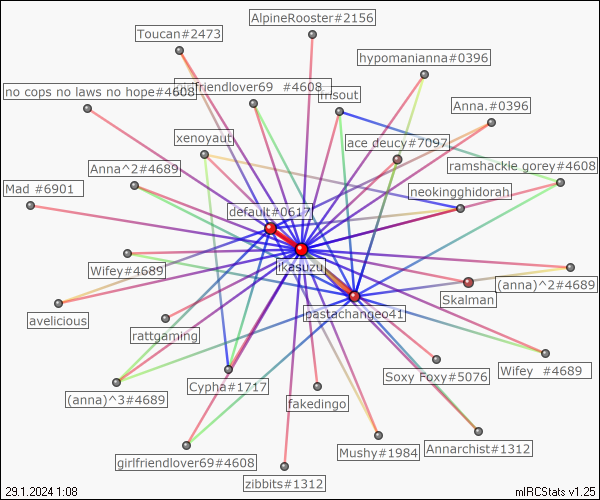 AlpineRooster#2156
Toucan#2473
hypomanianna#0396
no cops no laws no hope#4608
girlfriendlover69 #4608
frisout
Anna.#0396
xenoyaut
ace deucy#7097
Anna^2#4689
ramshackle gorey#4608
Mad #6901
neokingghidorah
default#0617
Wifey#4689
ikasuzu
(anna)^2#4689
Skalman
avelicious
pastachangeo41
rattgaming
Wifey #4689
Soxy Foxy#5076
(anna)^3#4689
Cypha#1717
fakedingo
Mushy#1984
Annarchist#1312
girlfriendlover69#4608
zibbits#1312
29.1.2024 1:08
mIRCStats v1.25